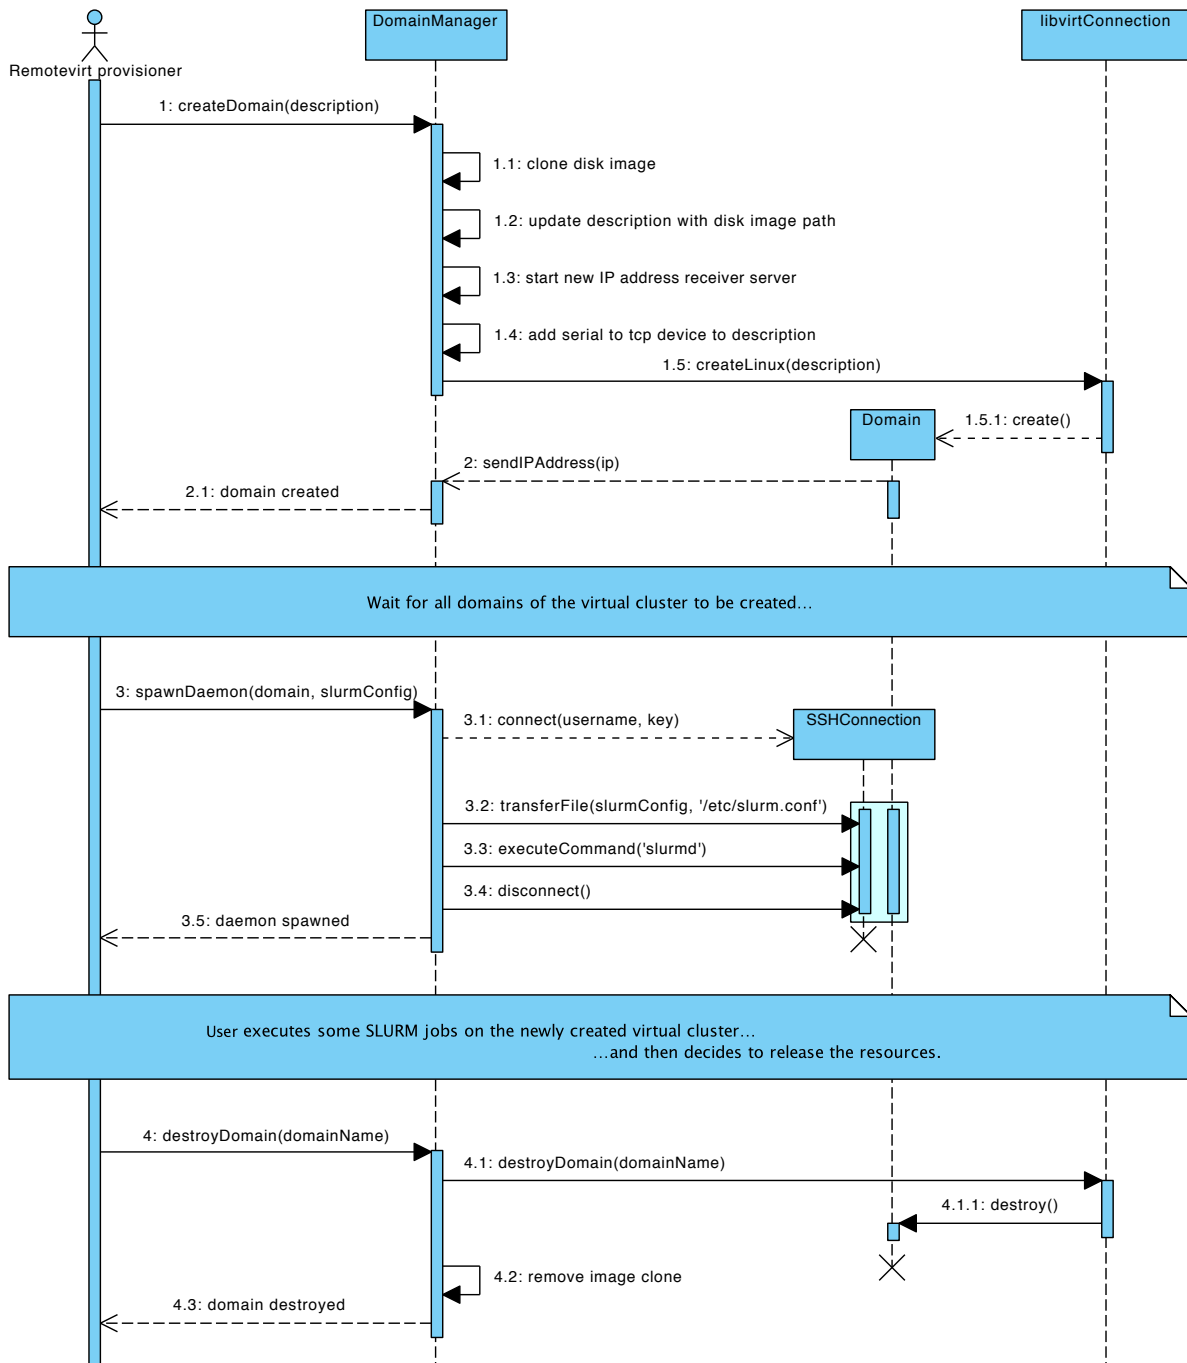 DomainManager
libvirtConnection
Remotevirt provisioner
1: createDomain(description)
1.1: clone disk image
1.2: update description with disk image path
1.3: start new IP address receiver server
1.4: add serial to tcp device to description
1.5: createLinux(description)
Domain
1.5.1: create()
2: sendIPAddress(ip)
2.1: domain created
Wait for all domains of the virtual cluster to be created...
3: spawnDaemon(domain, slurmConfig)
3.1: connect(username, key)
SSHConnection
3.2: transferFile(slurmConfig, '/etc/slurm.conf')
3.3: executeCommand('slurmd')
3.4: disconnect()
3.5: daemon spawned
User executes some SLURM jobs on the newly created virtual cluster...
...and then decides to release the resources.
4: destroyDomain(domainName)
4.1: destroyDomain(domainName)
4.1.1: destroy()
4.2: remove image clone
4.3: domain destroyed